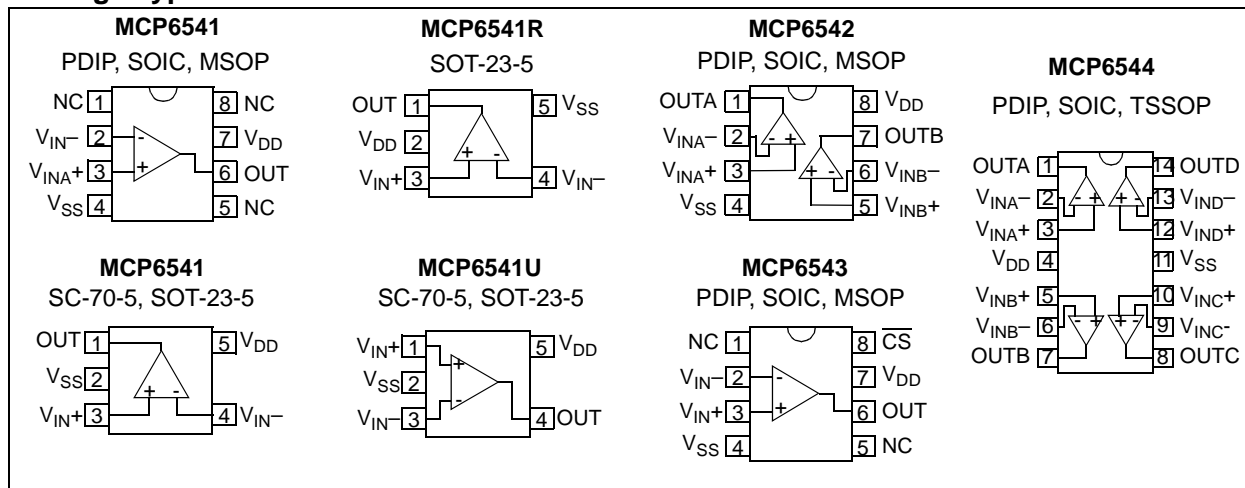 MCP6541
PDIP, SOIC, MSOP
NC 1 8 NC
VIN– 2 - 7 VDD
VINA+ 3 + 6 OUT
VSS 4 5 NC
MCP6541R
SOT-23-5
OUT 1 5 VSS
VDD 2
VIN+ 3 + - 4 VIN–
MCP6542
PDIP, SOIC, MSOP
OUTA 1 8 VDD
VINA– 2 - + 7 OUTB
VINA+ 3 + - 6 VINB–
VSS 4 5 VINB+
MCP6544
PDIP, SOIC, TSSOP
OUTA 1 14 OUTD
VINA– 2 - + + - 13 VIND–
VINA+ 3 12 VIND+
VDD 4 11 VSS
VINB+ 5 10 VINC+
VINB– 6 - + + - 9 VINC-
OUTB 7 8 OUTC
MCP6541
SC-70-5, SOT-23-5
OUT 1 5 VDD
VSS 2
VIN+ 3 + - 4 VIN–
MCP6541U
SC-70-5, SOT-23-5
VIN+ 1 + 5 VDD
VSS 2
VIN– 3 - 4 OUT
MCP6543
PDIP, SOIC, MSOP
NC 1 8 CS
VIN– 2 - 7 VDD
VIN+ 3 + 6 OUT
VSS 4 5 NC